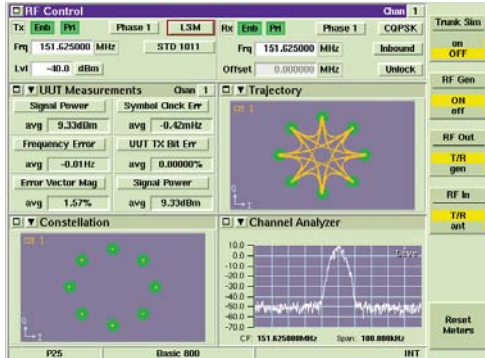 RF Control Chan 1
Tx Enb Pri Phase 1 LSM Rx Enb Pri Phase 1 CQPSK
Frq 151.625000 MHz STD 1011 Frq 151.625000 MHz Inbound
Lvl -40.0 dBm Offset 0.000000 MHz Unlock
UUT Measurements Chan 1
Signal Power Symbol Clock Err
avg 9.33dBm avg -0.42mHz
Frequency Error UUT TX Bit Err
avg -0.01Hz avg 0.00000%
Error Vector Mag Signal Power
avg 1.57% avg 9.33dBm
Trajectory
CH 1
Q
I
Constellation
CH 1
Q
I
Channel Analyzer
Live
10.0
0.0
-10.0
-20.0
-30.0
-40.0
-50.0
-60.0
-70.0
CF: 151.625000MHz Span: 100.000kHz
P25 Basic 800 INT
Trunk Sim
on
OFF
RF Gen
ON
off
RF Out
T/R
gen
RF In
T/R
ant
Reset
Meters